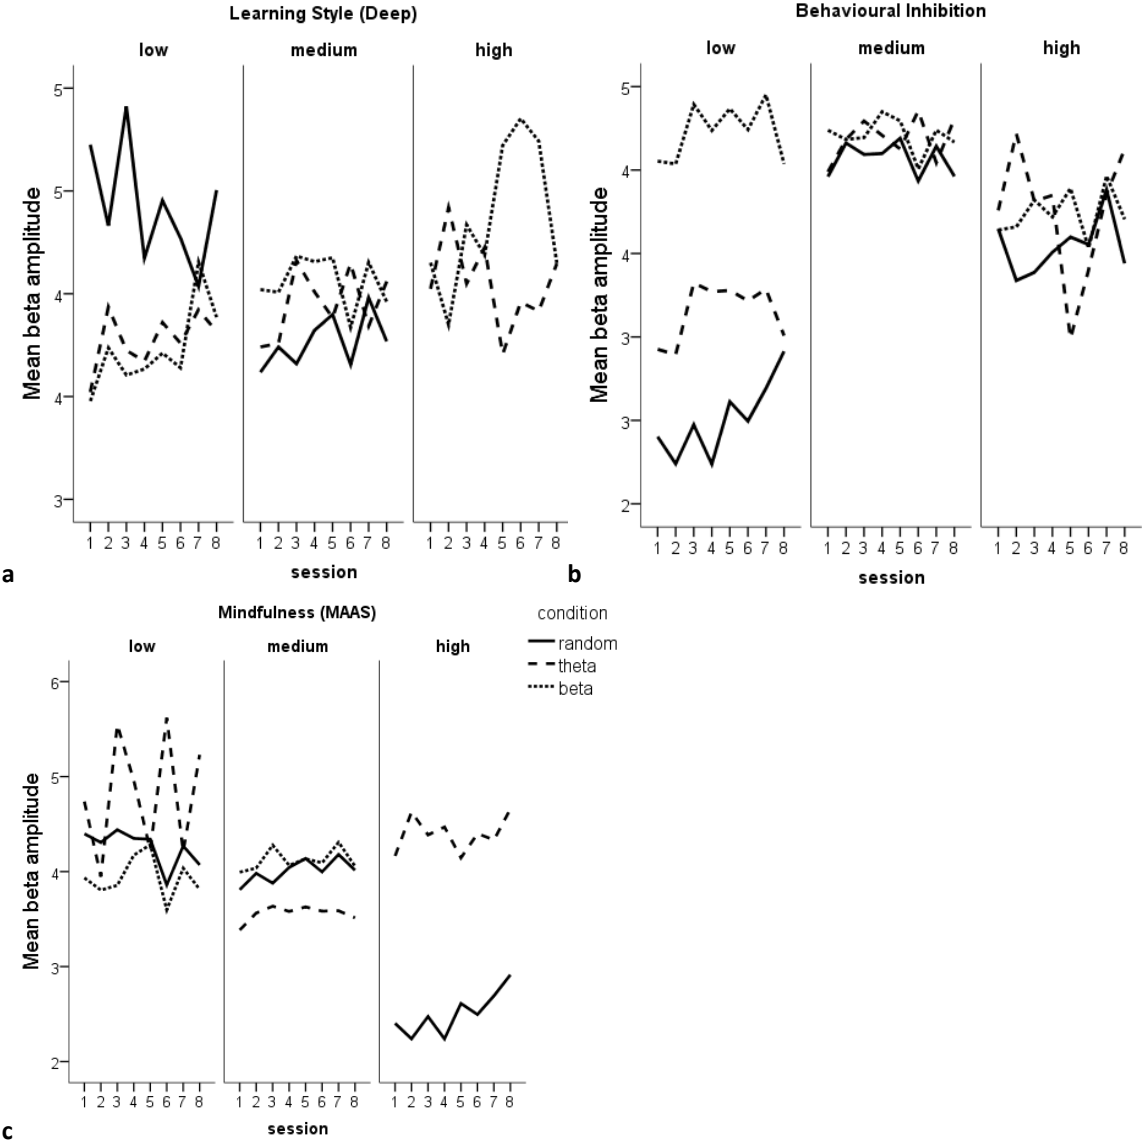 Learning Style (Deep)
low medium high
5
5
4
4
3
Mean beta amplitude
1 2 3 4 5 6 7 8 1 2 3 4 5 6 7 8 1 2 3 4 5 6 7 8
session
a
Behavioural Inhibition
low medium high
5
4
4
3
3
2
Mean beta amplitude
1 2 3 4 5 6 7 8 1 2 3 4 5 6 7 8 1 2 3 4 5 6 7 8
session
b
Mindfulness (MAAS)
low medium high
6
5
4
3
2
Mean beta amplitude
1 2 3 4 5 6 7 8 1 2 3 4 5 6 7 8 1 2 3 4 5 6 7 8
session
c
condition
random
theta
beta